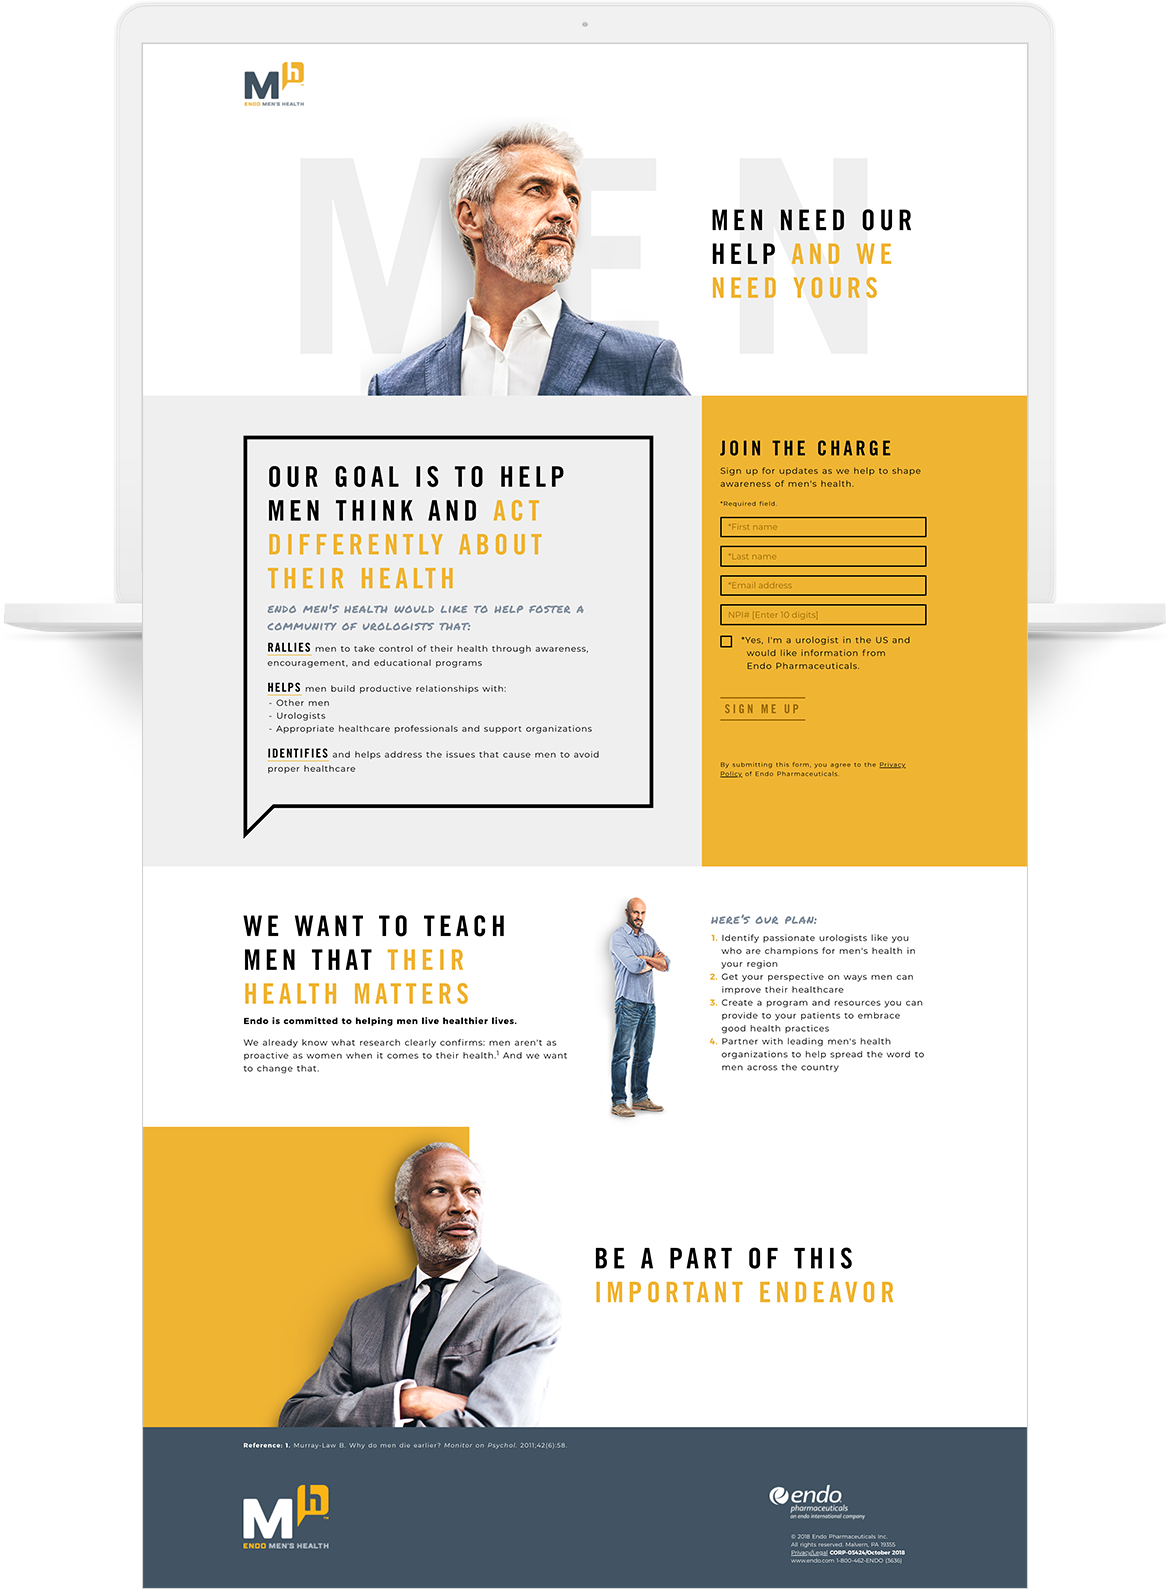 Mh
ENDO MEN'S HEALTH
MEN
MEN NEED OUR
HELP AND WE
NEED YOURS
OUR GOAL IS TO HELP
MEN THINK AND ACT
DIFFERENTLY ABOUT
THEIR HEALTH
ENDO MEN'S HEALTH WOULD LIKE TO HELP FOSTER A
COMMUNITY OF UROLOGISTS THAT:
RALLIES men to take control of their health through awareness,
encouragement, and educational programs
HELPS men build productive relationships with:
- Other men
- Urologists
- Appropriate healthcare professionals and support organizations
IDENTIFIES and helps address the issues that cause men to avoid
proper healthcare
JOIN THE CHARGE
Sign up for updates as we help to shape
awareness of men's health.
*Required field.
*First name
*Last name
*Email address
NPI# [Enter 10 digits]
*Yes, I'm a urologist in the US and
would like information from
Endo Pharmaceuticals.
SIGN ME UP
By submitting this form, you agree to the Privacy
Policy of Endo Pharmaceuticals.
WE WANT TO TEACH
MEN THAT THEIR
HEALTH MATTERS
Endo is committed to helping men live healthier lives.
We already know what research clearly confirms: men aren't as
proactive as women when it comes to their health.1 And we want
to change that.
HERE'S OUR PLAN:
1. Identify passionate urologists like you
who are champions for men's health in
your region
2. Get your perspective on ways men can
improve their healthcare
3. Create a program and resources you can
provide to your patients to embrace
good health practices
4. Partner with leading men's health
organizations to help spread the word to
men across the country
BE A PART OF THIS
IMPORTANT ENDEAVOR
Reference: 1. Murray-Law B. Why do men die earlier? Monitor on Psychol. 2011;42(6):58.
Mh™
ENDO MEN'S HEALTH
endo
pharmaceuticals
an endo international company
© 2018 Endo Pharmaceuticals Inc.
All rights reserved. Malvern, PA 19355
Privacy/Legal CORP-05424/October 2018
www.endo.com 1-800-462-ENDO (3636)